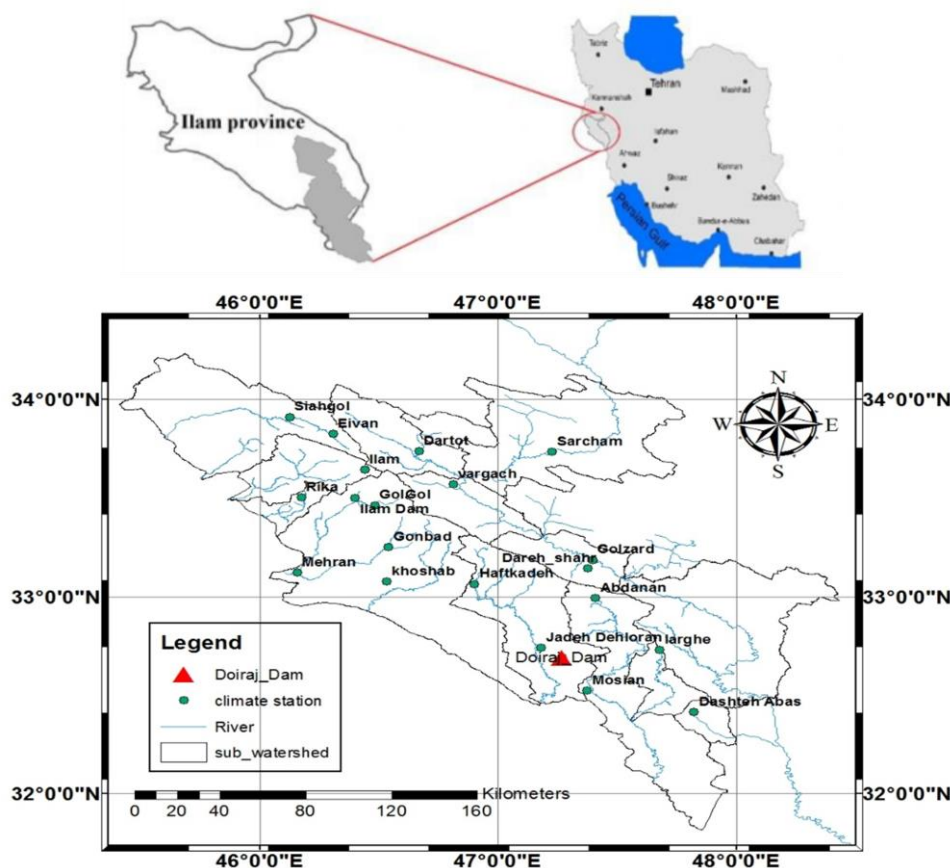 Ilam province
Tabriz
Tehran
Mashhad
Kermanshah
Isfahan
Ahwaz
Kerman
Shiraz
Zahedan
Bushehr
Bandar-e-Abbas
Persian Gulf
Chabahar
46°0'0"E 47°0'0"E 48°0'0"E
34°0'0"N 34°0'0"N
N
W E
S
Siahgol
Eivan
Dartot
Sarcham
Ilam
vargach
Rika
GolGol
Ilam Dam
Gonbad
Golzard
Dareh_shahr
Mehran
khoshab
Haftkadeh
Abdanan
33°0'0"N 33°0'0"N
Jadeh Dehloran
larghe
Doiraj_Dam
Mosian
Dashteh Abas
Legend
Doiraj_Dam
climate station
River
sub_watershed
32°0'0"N 32°0'0"N
Kilometers
0 20 40 80 120 160
46°0'0"E 47°0'0"E 48°0'0"E